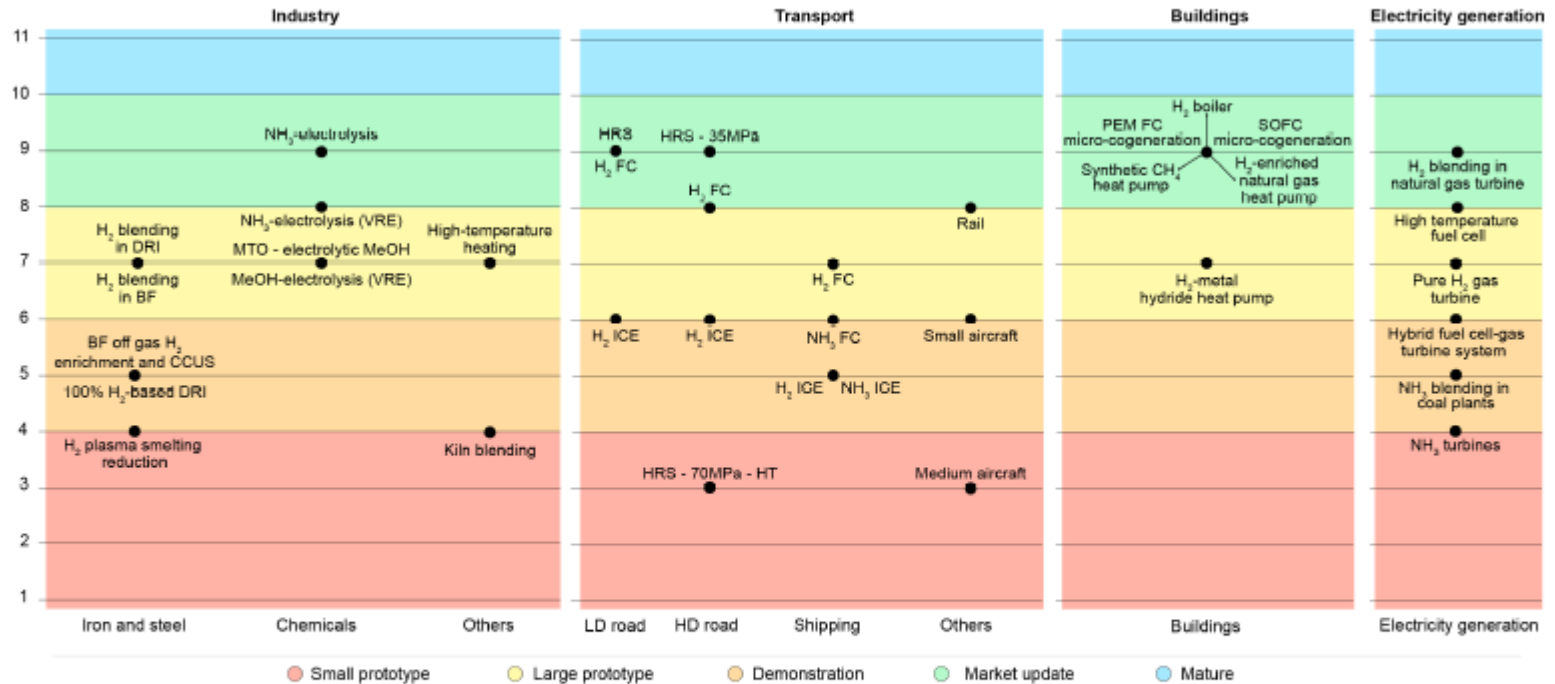 Industry
Transport
Buildings
Electricity generation
11
10
9
8
7
6
5
4
3
2
1
H₂ blending
in DRI
H₂ blending
in BF
BF off gas H₂
enrichment and CCUS
100% H₂-based DRI
H₂ plasma smelting
reduction
NH₃-electrolysis
NH₃-electrolysis (VRE)
MTO - electrolytic MeOH
MeOH-electrolysis (VRE)
High-temperature
heating
Kiln blending
HRS
H₂ FC
H₂ ICE
HRS - 35MPa
H₂ FC
H₂ ICE
HRS - 70MPa - HT
H₂ FC
NH₃ FC
H₂ ICE NH₃ ICE
Rail
Small aircraft
Medium aircraft
H₂ boiler
PEM FC
micro-cogeneration
SOFC
micro-cogeneration
Synthetic CH₄
heat pump
H₂-enriched
natural gas
heat pump
H₂-metal
hydride heat pump
H₂ blending in
natural gas turbine
High temperature
fuel cell
Pure H₂ gas
turbine
Hybrid fuel cell-gas
turbine system
NH₃ blending in
coal plants
NH₃ turbines
Iron and steel
Chemicals
Others
LD road
HD road
Shipping
Others
Buildings
Electricity generation
Small prototype
Large prototype
Demonstration
Market update
Mature